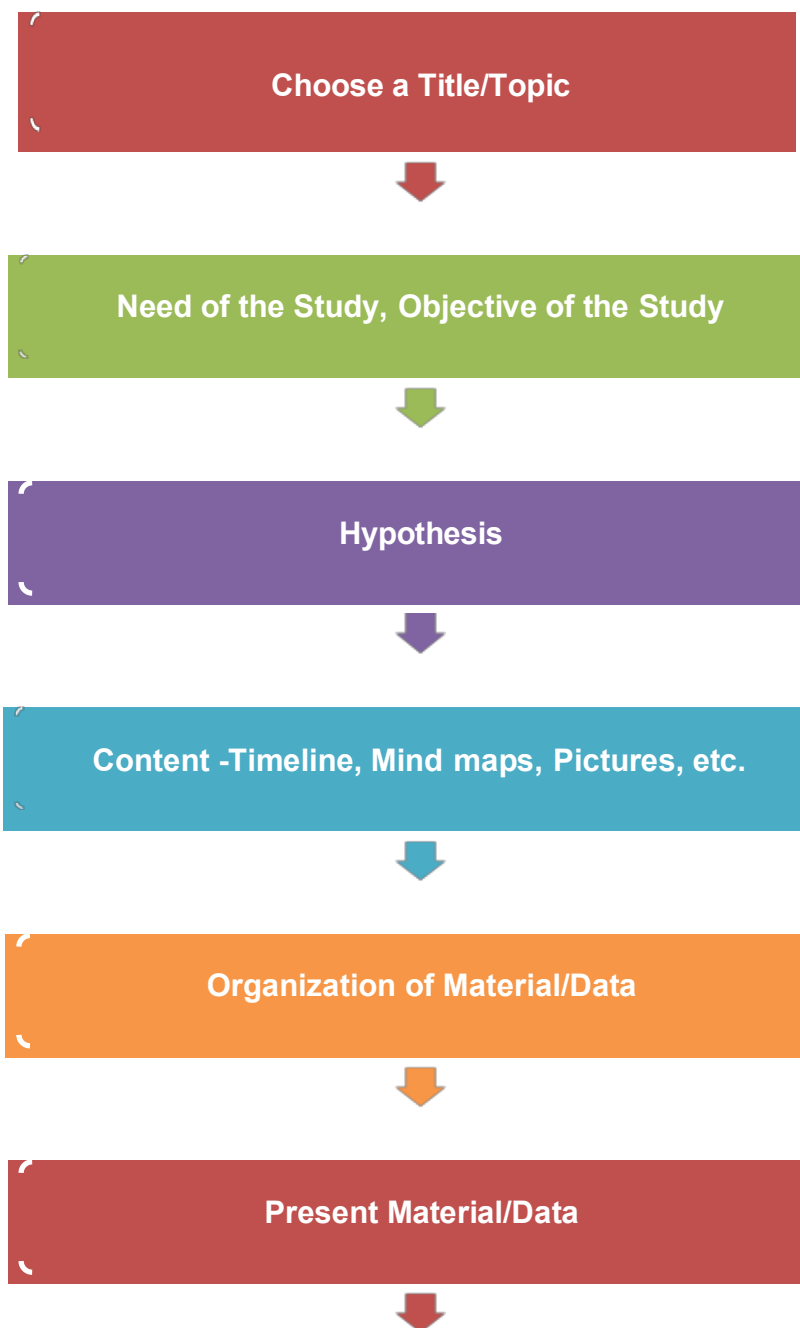 Choose a Title/Topic
Need of the Study, Objective of the Study
Hypothesis
Content -Timeline, Mind maps, Pictures, etc.
Organization of Material/Data
Present Material/Data